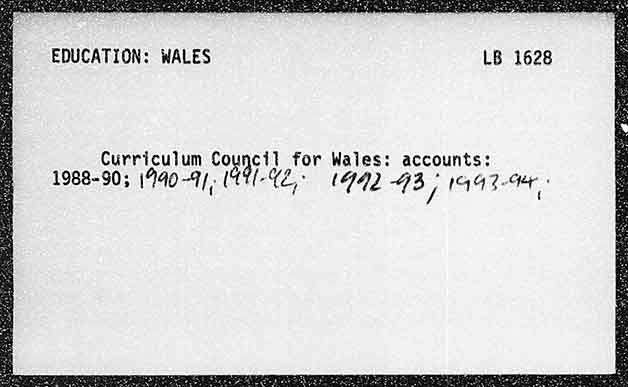 EDUCATION: WALES LB 1628
Curriculum Council for Wales: accounts:
1988-90; 1990-91; 1991-92; 1992-93; 1993-94;